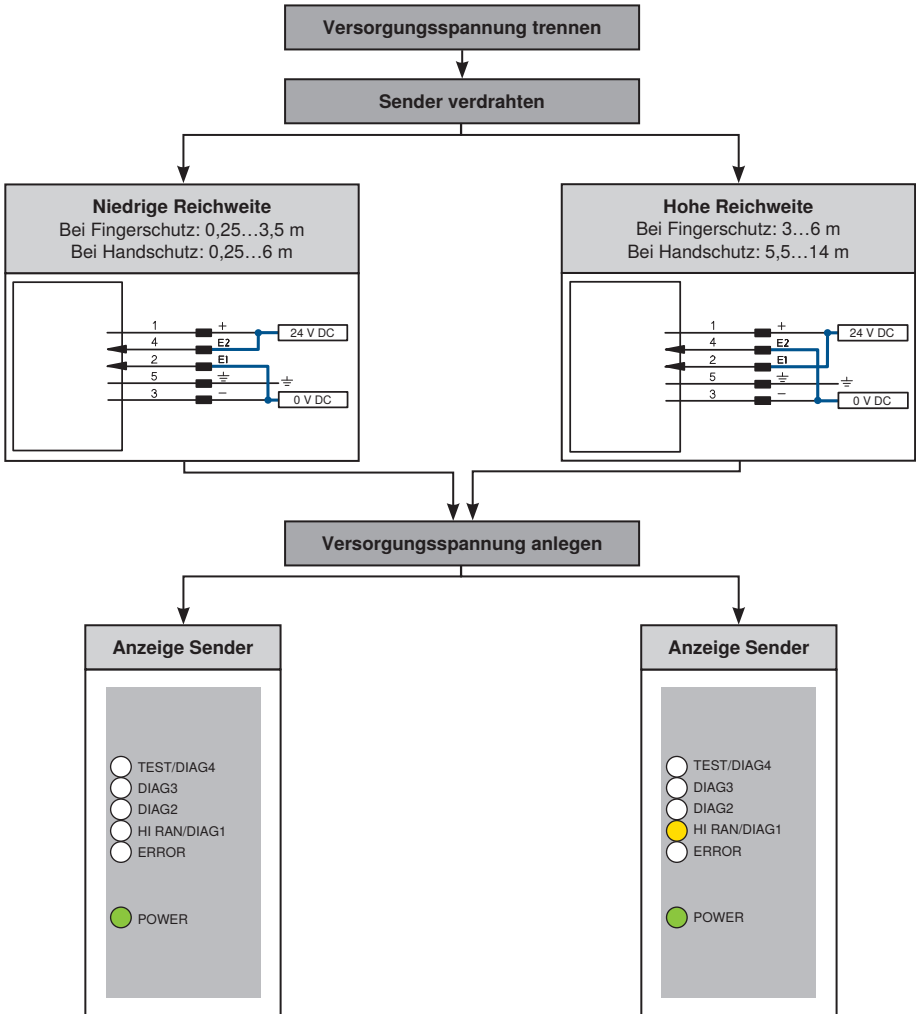 Versorgungsspannung trennen
Sender verdrahten
Niedrige Reichweite
Bei Fingerschutz: 0,25…3,5 m
Bei Handschutz: 0,25…6 m
1 + 24 V DC
4 E2
2 E1
5
3 − 0 V DC
Hohe Reichweite
Bei Fingerschutz: 3…6 m
Bei Handschutz: 5,5…14 m
1 + 24 V DC
4 E2
2 E1
5
3 − 0 V DC
Versorgungsspannung anlegen
Anzeige Sender
TEST/DIAG4
DIAG3
DIAG2
HI RAN/DIAG1
ERROR
POWER
Anzeige Sender
TEST/DIAG4
DIAG3
DIAG2
HI RAN/DIAG1
ERROR
POWER